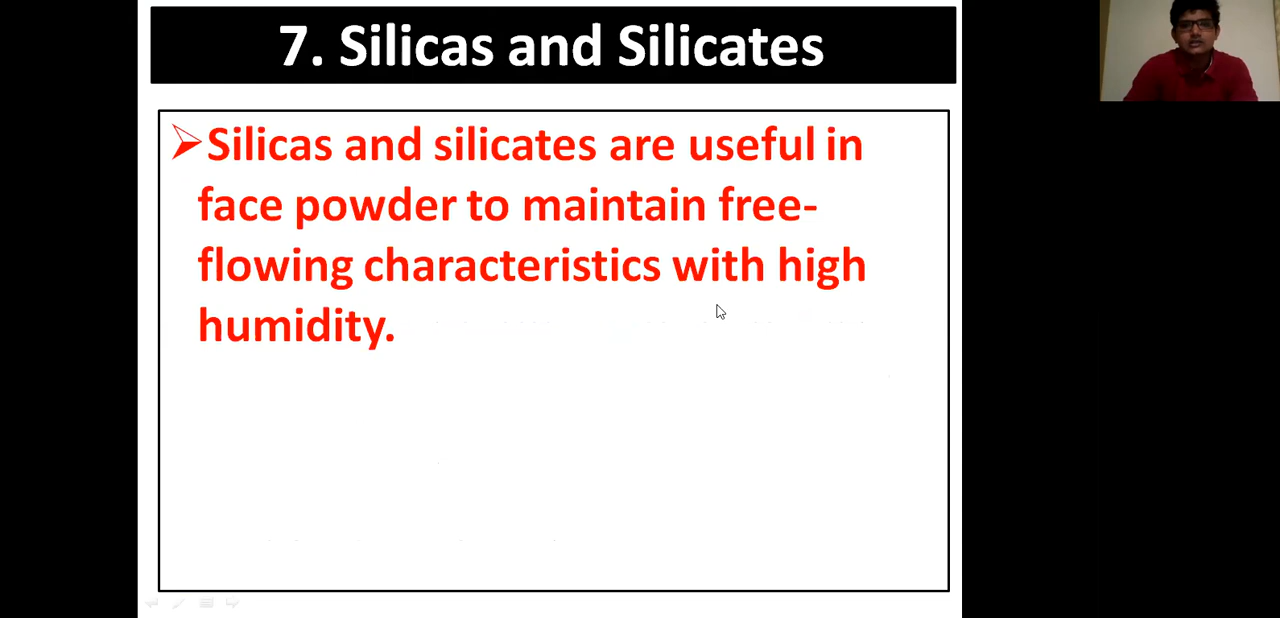 7. Silicas and Silicates
Silicas and silicates are useful in
face powder to maintain free-
flowing characteristics with high
humidity.